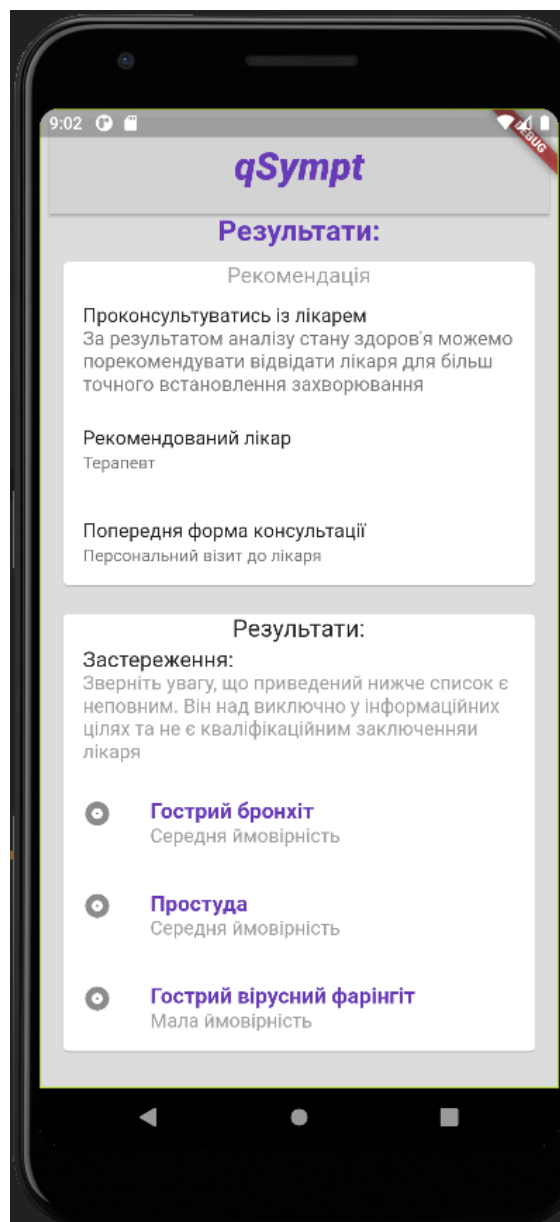 9:02
DEBUG
qSympt
Результати:
Рекомендація
Проконсультуватись із лікарем
За результатом аналізу стану здоров'я можемо
порекомендувати відвідати лікаря для більш
точного встановлення захворювання
Рекомендований лікар
Терапевт
Попередня форма консультації
Персональний візит до лікаря
Результати:
Застереження:
Зверніть увагу, що приведений нижче список є
неповним. Він над виключно у інформаційних
цілях та не є кваліфікаційним заключенняи
лікаря
Гострий бронхіт
Середня ймовірність
Простуда
Середня ймовірність
Гострий вірусний фарінгіт
Мала ймовірність